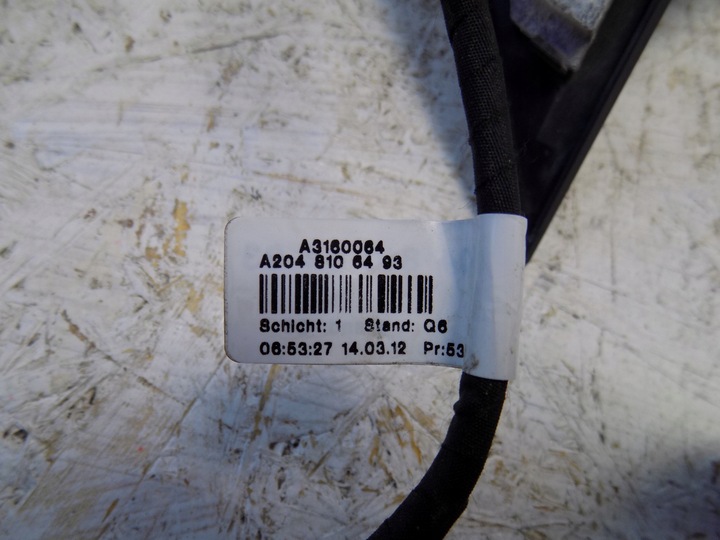 A3160064
A204 810 64 93
Schicht: 1 Stand: Q6
06:53:27 14.03.12 Pr:53